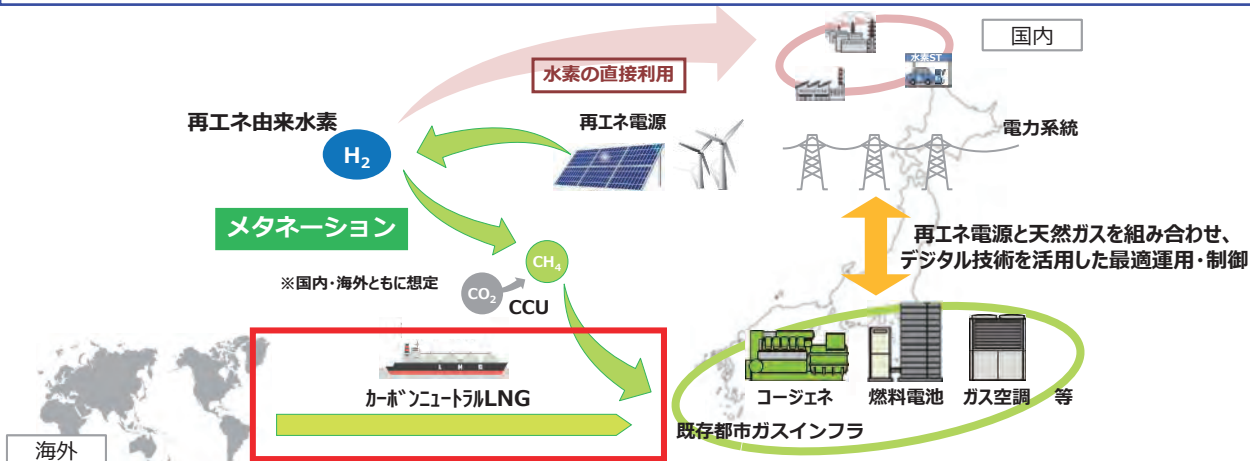 国内
水素ST
水素の直接利用
再エネ由来水素
再エネ電源
H₂
電力系統
メタネーション
再エネ電源と天然ガスを組み合わせ、
デジタル技術を活用した最適運用・制御
CH₄
※国内・海外ともに想定
CO₂
CCU
LNG
カーボンニュートラルLNG
コージェネ
燃料電池
ガス空調
等
既存都市ガスインフラ
海外